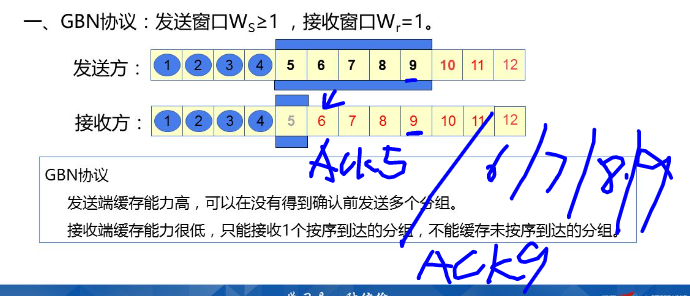 一、GBN协议：发送窗口Ws≥1 ，接收窗口Wr=1。
发送方： 1 2 3 4 5 6 7 8 9 10 11 12
接收方： 1 2 3 4 5 6 7 8 9 10 11 12
ACK5 / 6 / 7 / 8 / 9
GBN协议
发送端缓存能力高，可以在没有得到确认前发送多个分组。
接收端缓存能力很低，只能接收1个按序到达的分组，不能缓存未按序到达的分组。
ACK9